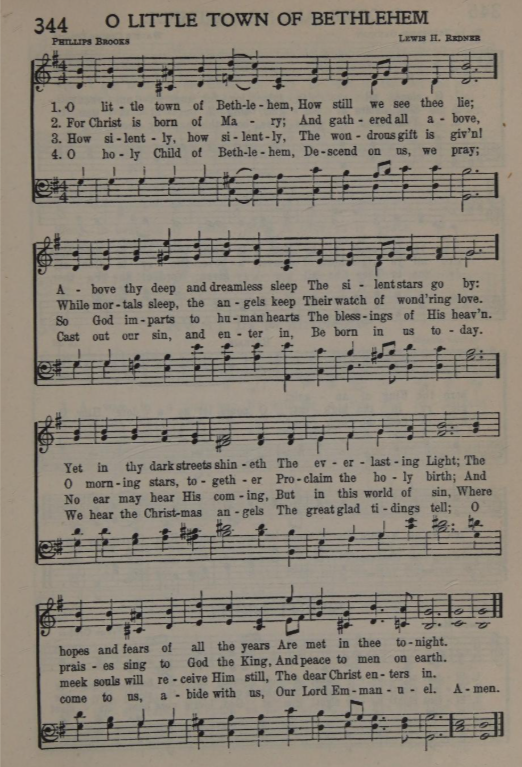 344 O LITTLE TOWN OF BETHLEHEM
PHILLIPS BROOKS LEWIS H. REDNER
1. O lit - tle town of Beth - le - hem, How still we see thee lie;
2. For Christ is born of Ma - ry; And gath - ered all a - bove,
3. How si - lent - ly, how si - lent - ly, The won - drous gift is giv'n!
4. O ho - ly Child of Beth - le - hem, De - scend on us, we pray;
A - bove thy deep and dreamless sleep The si - lent stars go by:
While mor - tals sleep, the an - gels keep Their watch of wond'ring love.
So God im - parts to hu - man hearts The bless - ings of His heav'n.
Cast out our sin, and en - ter in, Be born in us to - day.
Yet in thy dark streets shin - eth The ev - er - last - ing Light; The
O morn - ing stars, to - geth - er Pro - claim the ho - ly birth; And
No ear may hear His com - ing, But in this world of sin, Where
We hear the Christ-mas an - gels The great glad ti - dings tell; O
hopes and fears of all the years Are met in thee to-night.
prais - es sing to God the King, And peace to men on earth.
meek souls will re - ceive Him still, The dear Christ en - ters in.
come to us, a - bide with us, Our Lord Em - man - u - el. A - men.